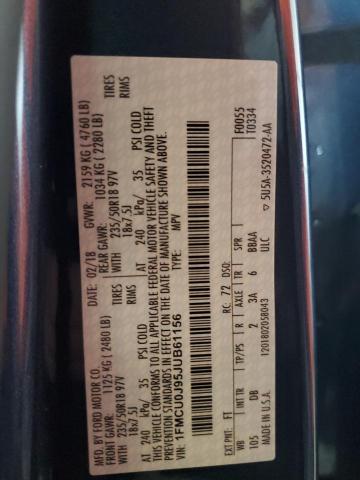 MFD. BY FORD MOTOR CO.
DATE: 02/18 GVWR: 2159 KG ( 4760 LB)
FRONT GAWR: 1125 KG (2480 LB) REAR GAWR: 1034 KG ( 2280 LB)
WITH 235/50R18 97V TIRES WITH 235/50R18 97V TIRES
18x7.5J RIMS 18x7.5J RIMS
AT 240 kPa/ 35 PSI COLD AT 240 kPa/ 35 PSI COLD
THIS VEHICLE CONFORMS TO ALL APPLICABLE FEDERAL MOTOR VEHICLE SAFETY AND THEFT
PREVENTION STANDARDS IN EFFECT ON THE DATE OF MANUFACTURE SHOWN ABOVE.
VIN: 1FMCU0J95JUB61156
TYPE: MPV
F0055
T0334
EXT PNT: FT RC: 72 DSO:
WB TP/PS R AXLE TR SPR
105 DB 2 3A 6 BBAA
ULC
5U5A-3520472-AA